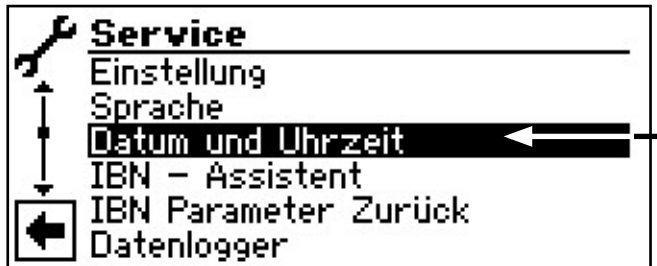 Service
Einstellung
Sprache
Datum und Uhrzeit
IBN - Assistent
IBN Parameter Zurück
Datenlogger